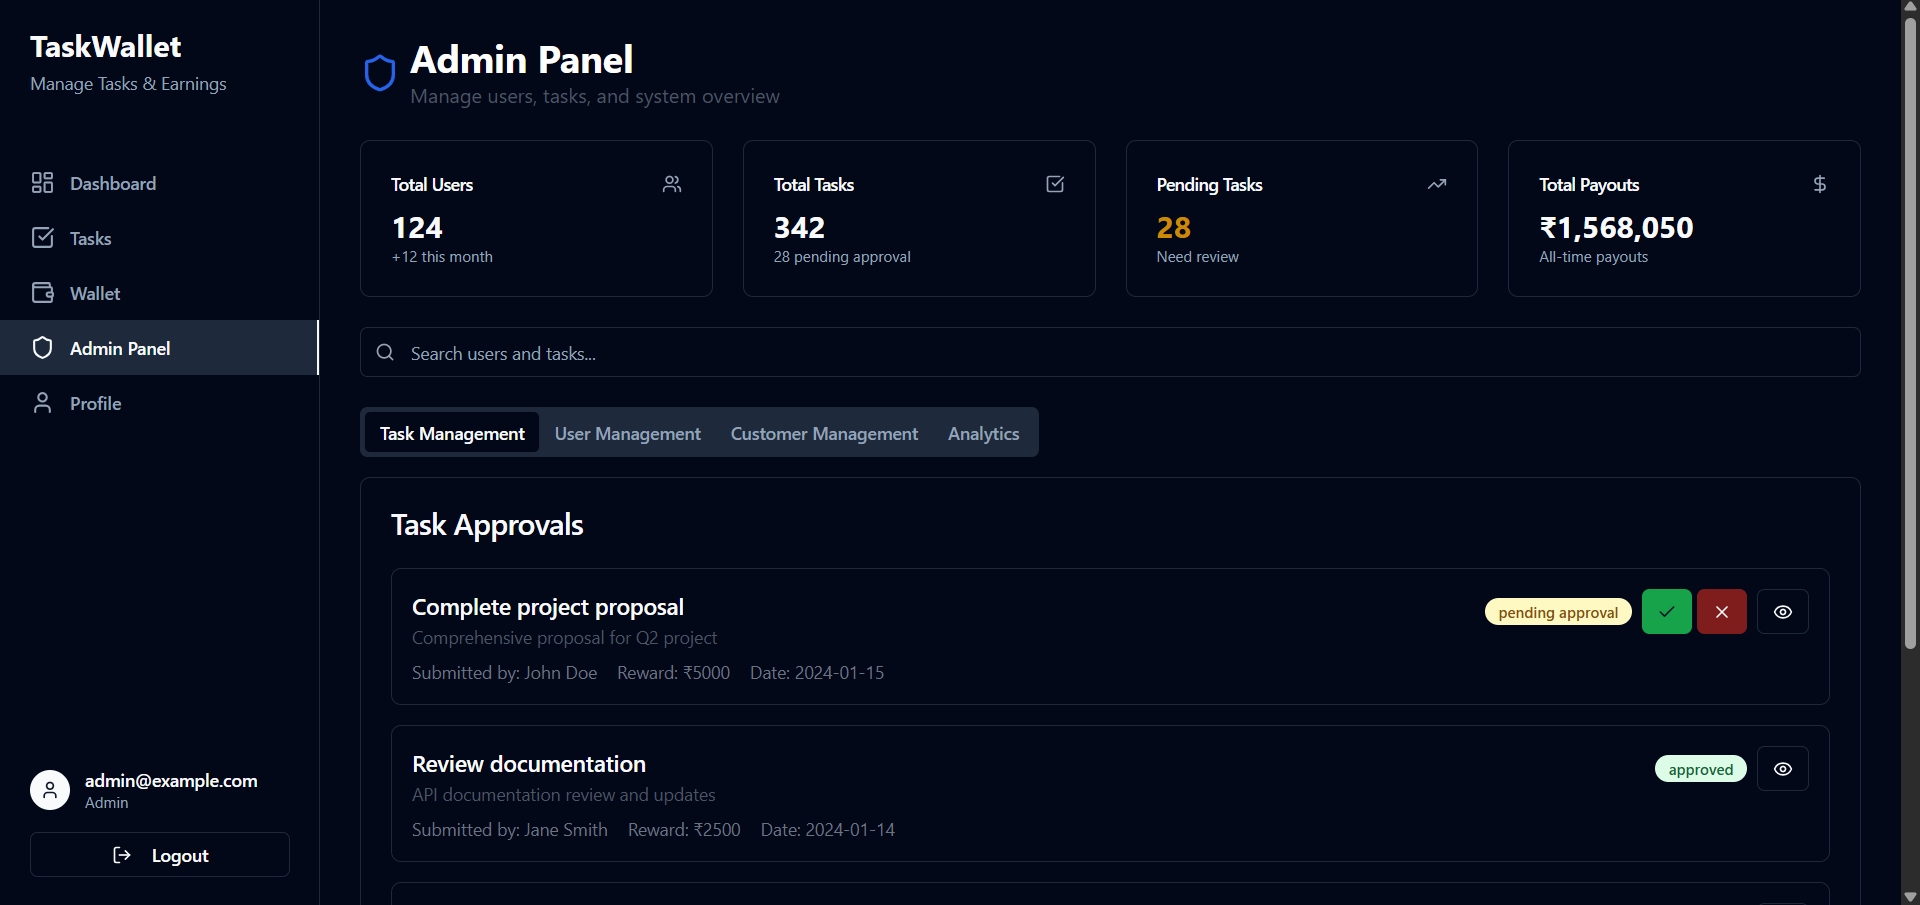 TaskWallet
Manage Tasks & Earnings
Dashboard
Tasks
Wallet
Admin Panel
Profile
admin@example.com
Admin
Logout
Admin Panel
Manage users, tasks, and system overview
Total Users
124
+12 this month
Total Tasks
342
28 pending approval
Pending Tasks
28
Need review
Total Payouts
₹1,568,050
All-time payouts
Search users and tasks...
Task Management User Management Customer Management Analytics
Task Approvals
Complete project proposal
pending approval
Comprehensive proposal for Q2 project
Submitted by: John Doe Reward: ₹5000 Date: 2024-01-15
Review documentation
approved
API documentation review and updates
Submitted by: Jane Smith Reward: ₹2500 Date: 2024-01-14